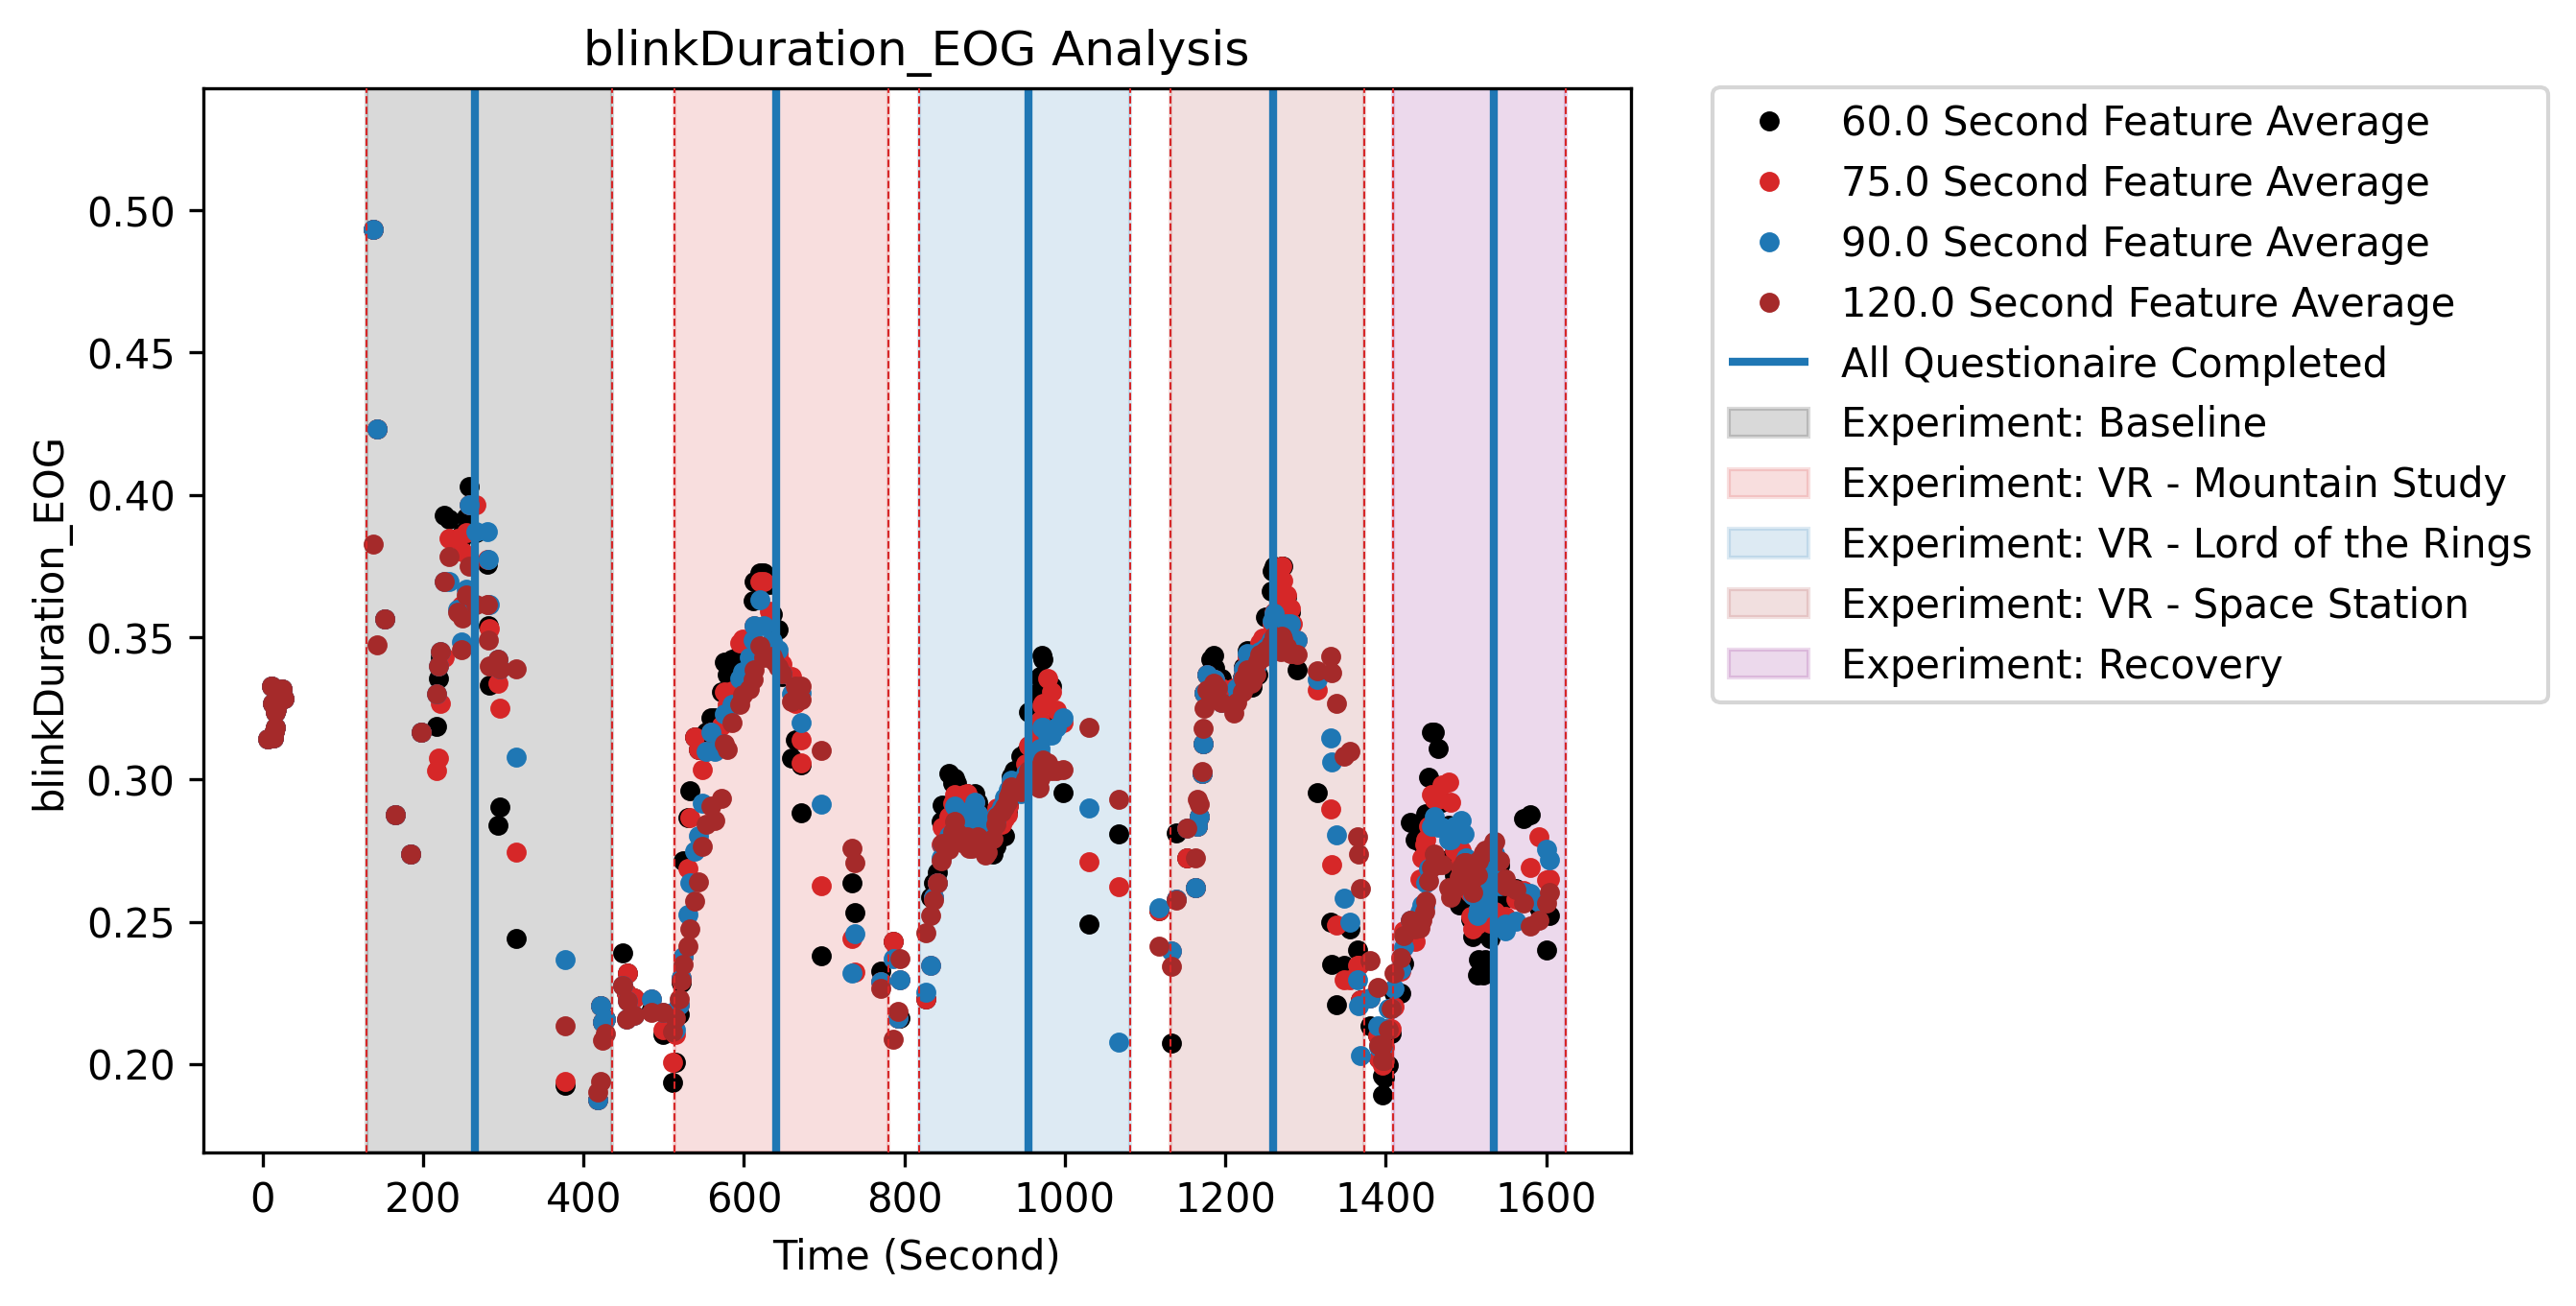 blinkDuration_EOG Analysis
0.50
0.45
0.40
0.35
0.30
0.25
0.20
blinkDuration_EOG
0 200 400 600 800 1000 1200 1400 1600
Time (Second)
60.0 Second Feature Average
75.0 Second Feature Average
90.0 Second Feature Average
120.0 Second Feature Average
All Questionaire Completed
Experiment: Baseline
Experiment: VR - Mountain Study
Experiment: VR - Lord of the Rings
Experiment: VR - Space Station
Experiment: Recovery